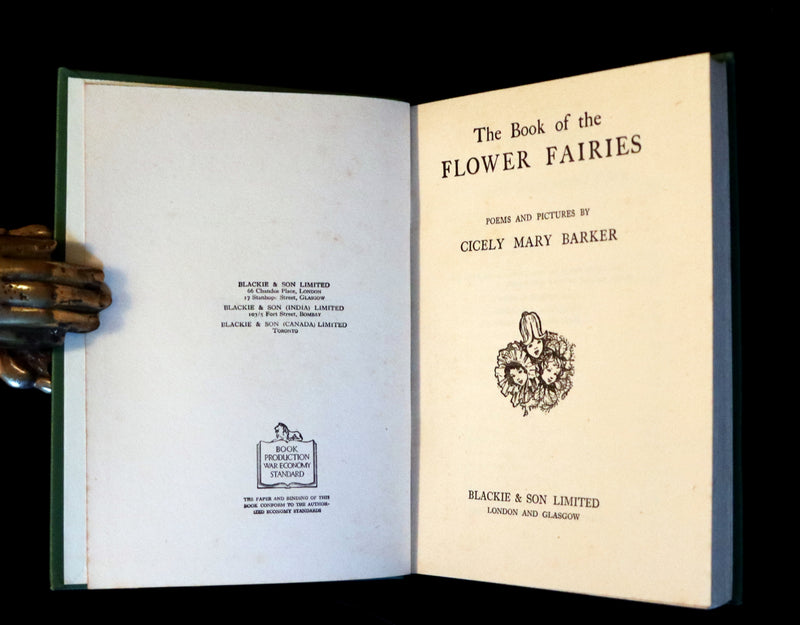 BLACKIE & SON LIMITED
66 Chandos Place, LONDON
17 Stanhope Street, GLASGOW
BLACKIE & SON (INDIA) LIMITED
103/5 Fort Street, BOMBAY
BLACKIE & SON (CANADA) LIMITED
TORONTO
BOOK
PRODUCTION
WAR ECONOMY
STANDARD
THE PAPER AND BINDING OF THIS
BOOK CONFORM TO THE AUTHOR-
IZED ECONOMY STANDARDS
The Book of the
FLOWER FAIRIES
POEMS AND PICTURES BY
CICELY MARY BARKER
BLACKIE & SON LIMITED
LONDON AND GLASGOW